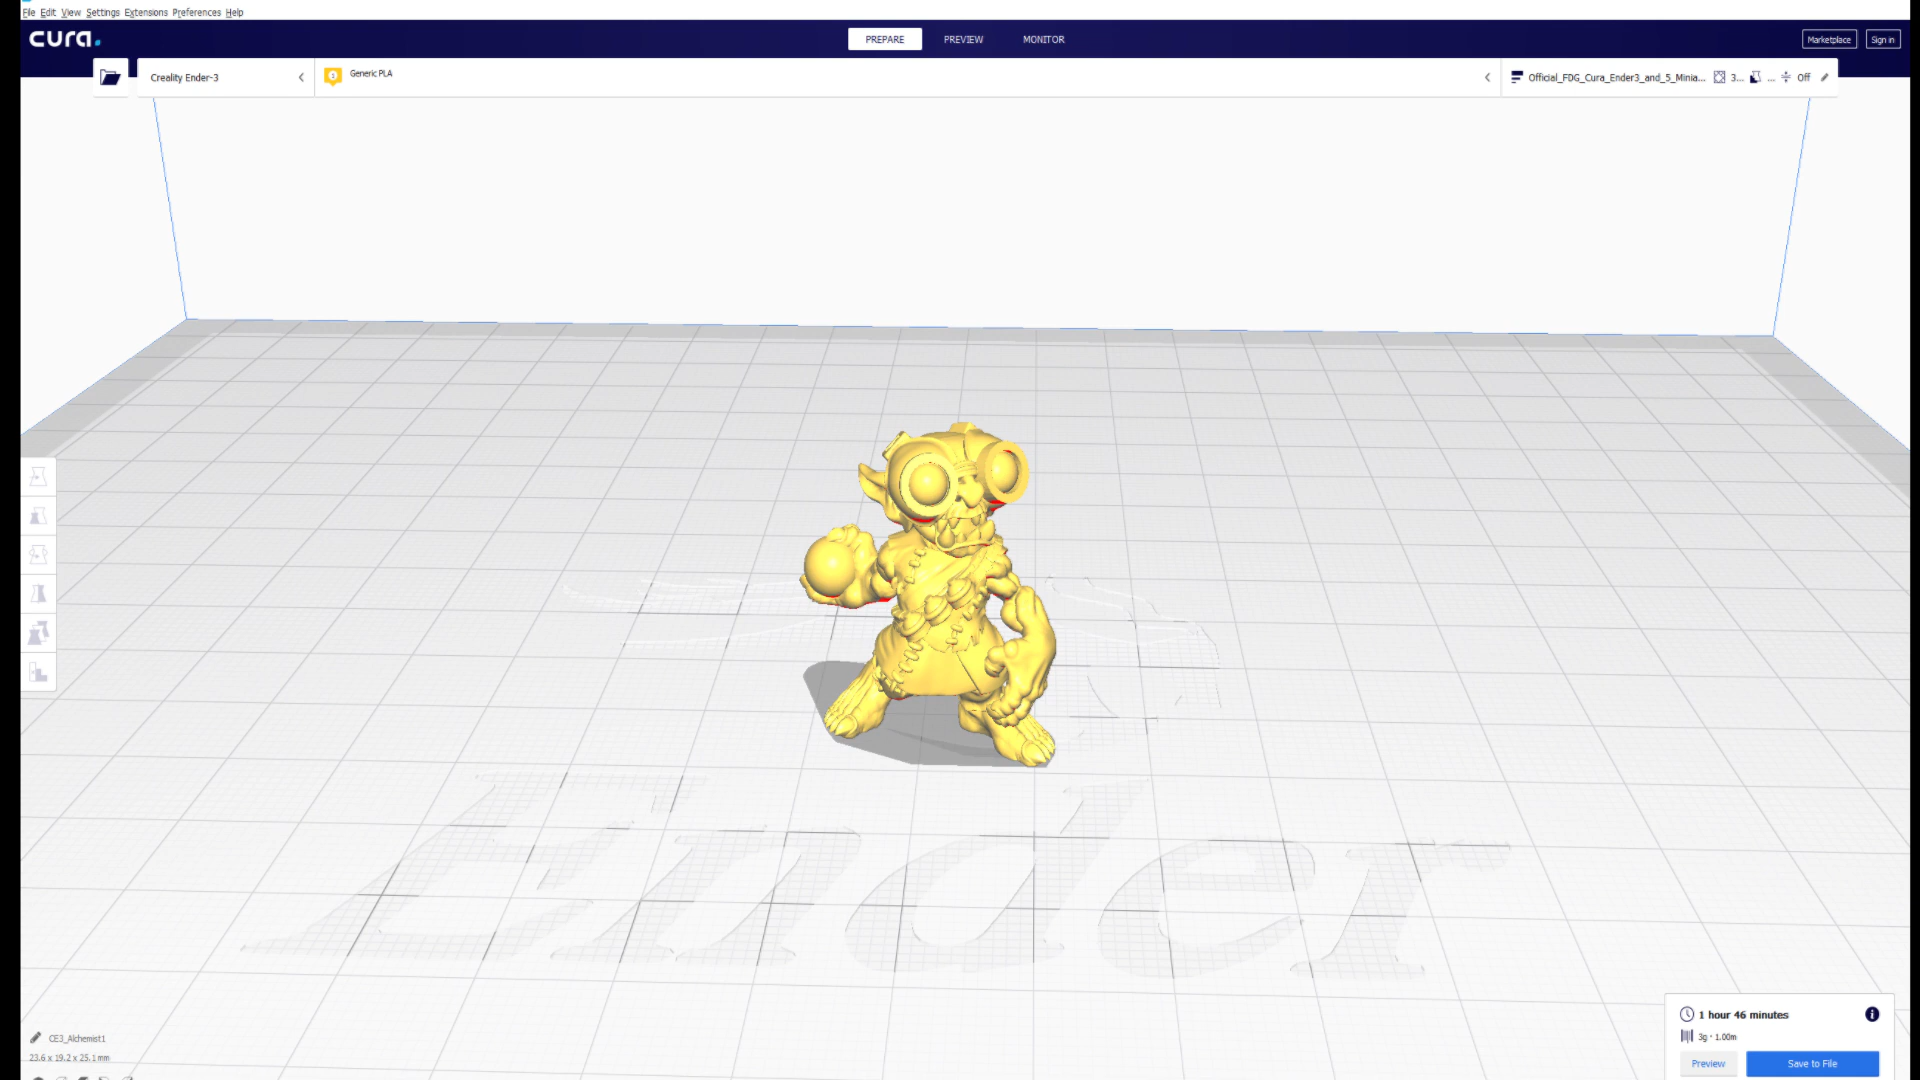 File Edit View Settings Extensions Preferences Help
cura.
PREPARE
PREVIEW
MONITOR
Marketplace
Sign in
Creality Ender-3
1
Generic PLA
Official_FDG_Cura_Ender3_and_5_Minia...
3...
...
Off
Ender
CE3_Alchemist1
23.6 x 19.2 x 25.1 mm
1 hour 46 minutes
3g · 1.00m
Preview
Save to File